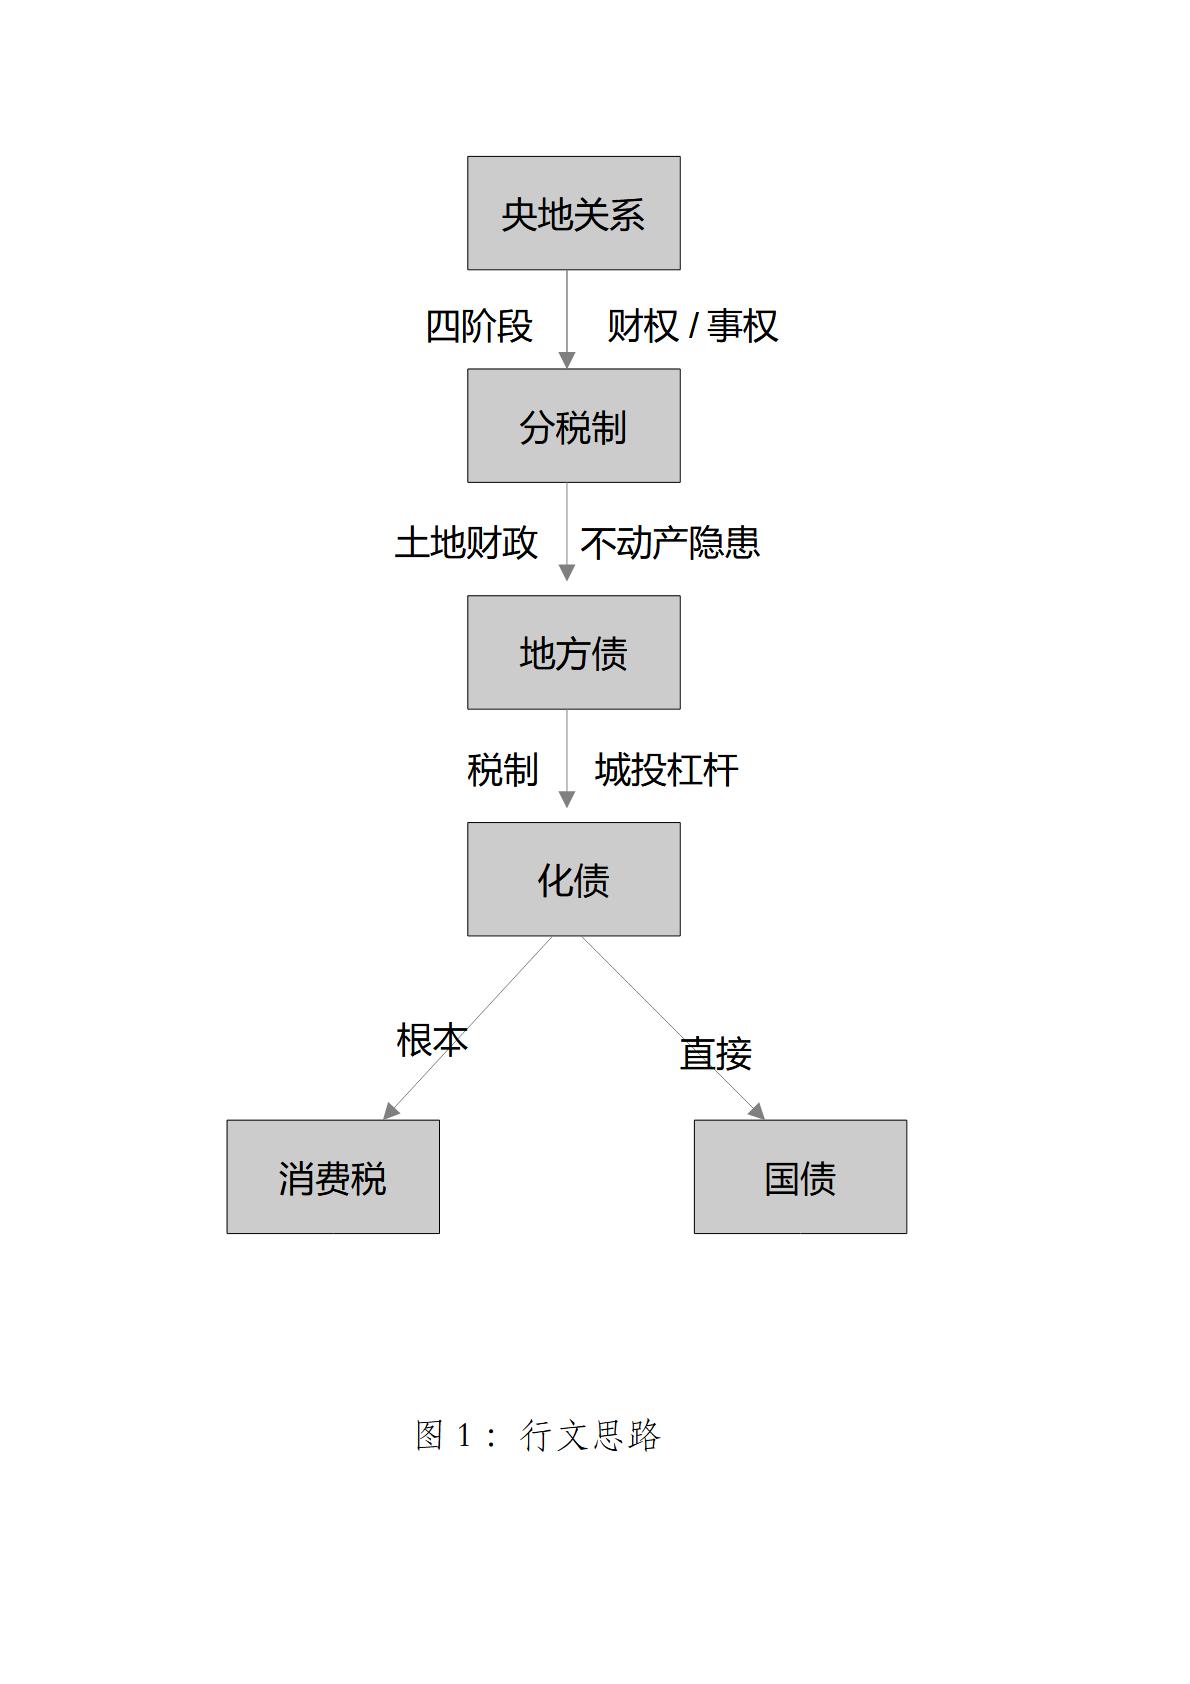 央地关系
四阶段 财权 / 事权
分税制
土地财政 不动产隐患
地方债
税制 城投杠杆
化债
根本 直接
消费税 国债
图 1 ：行文思路